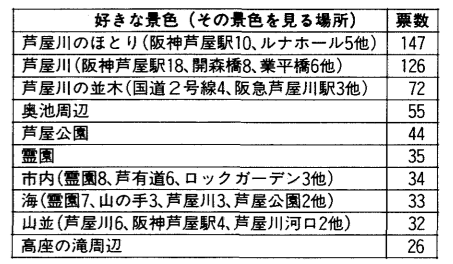 好きな景色（その景色を見る場所） 票数
芦屋川のほとり（阪神芦屋駅10、ルナホール5他） 147
芦屋川（阪神芦屋駅18、開森橋8、業平橋6他） 126
芦屋川の並木（国道２号線4、阪急芦屋川駅3他） 72
奥池周辺 55
芦屋公園 44
霊園 35
市内（霊園8、芦有道6、ロックガーデン3他） 34
海（霊園7、山の手3、芦屋川3、芦屋公園2他） 33
山並（芦屋川6、阪神芦屋駅4、芦屋川河口2他） 32
高座の滝周辺 26